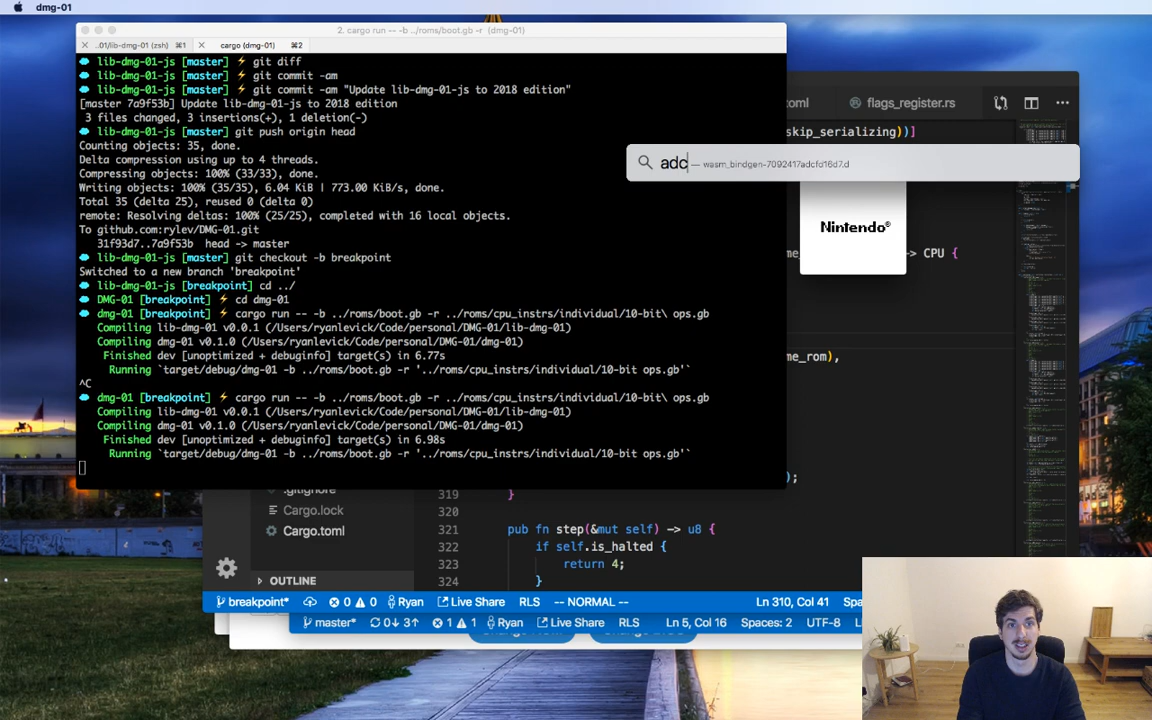 dmg-01
2. cargo run -- -b ../roms/boot.gb -r (dmg-01)
..01/lib-dmg-01 (zsh) ⌘1 cargo (dmg-01) ⌘2
lib-dmg-01-js [master] ⚡ git diff
lib-dmg-01-js [master] ⚡ git commit -am
lib-dmg-01-js [master] ⚡ git commit -am "Update lib-dmg-01-js to 2018 edition"
[master 7a9f53b] Update lib-dmg-01-js to 2018 edition
3 files changed, 3 insertions(+), 1 deletion(-)
lib-dmg-01-js [master] git push origin head
Counting objects: 35, done.
Delta compression using up to 4 threads.
Compressing objects: 100% (33/33), done.
Writing objects: 100% (35/35), 6.04 KiB | 773.00 KiB/s, done.
Total 35 (delta 25), reused 0 (delta 0)
remote: Resolving deltas: 100% (25/25), completed with 16 local objects.
To github.com:rylev/DMG-01.git
31f93d7..7a9f53b head -> master
lib-dmg-01-js [master] git checkout -b breakpoint
Switched to a new branch 'breakpoint'
lib-dmg-01-js [breakpoint] cd ../
DMG-01 [breakpoint] ⚡ cd dmg-01
dmg-01 [breakpoint] ⚡ cargo run -- -b ../roms/boot.gb -r ../roms/cpu_instrs/individual/10-bit\ ops.gb
Compiling lib-dmg-01 v0.0.1 (/Users/ryanlevick/Code/personal/DMG-01/lib-dmg-01)
Compiling dmg-01 v0.1.0 (/Users/ryanlevick/Code/personal/DMG-01/dmg-01)
Finished dev [unoptimized + debuginfo] target(s) in 6.77s
Running `target/debug/dmg-01 -b ../roms/boot.gb -r '../roms/cpu_instrs/individual/10-bit ops.gb'`
^C
dmg-01 [breakpoint] ⚡ cargo run -- -b ../roms/boot.gb -r ../roms/cpu_instrs/individual/10-bit\ ops.gb
Compiling lib-dmg-01 v0.0.1 (/Users/ryanlevick/Code/personal/DMG-01/lib-dmg-01)
Compiling dmg-01 v0.1.0 (/Users/ryanlevick/Code/personal/DMG-01/dmg-01)
Finished dev [unoptimized + debuginfo] target(s) in 6.98s
Running `target/debug/dmg-01 -b ../roms/boot.gb -r '../roms/cpu_instrs/individual/10-bit ops.gb'`
oml flags_register.rs
skip_serializing))]
adc — wasm_bindgen-7092417adcfd16d7.d
Nintendo®
-> CPU {
me_rom),
);
.gitignore
Cargo.lock
Cargo.toml
OUTLINE
319 }
320
321 pub fn step(&mut self) -> u8 {
322 if self.is_halted {
323 return 4;
324 }
breakpoint* 0 0 Ryan Live Share RLS -- NORMAL -- Ln 310, Col 41 Spa
master* 0↓ 3↑ 1 1 Ryan Live Share RLS Ln 5, Col 16 Spaces: 2 UTF-8